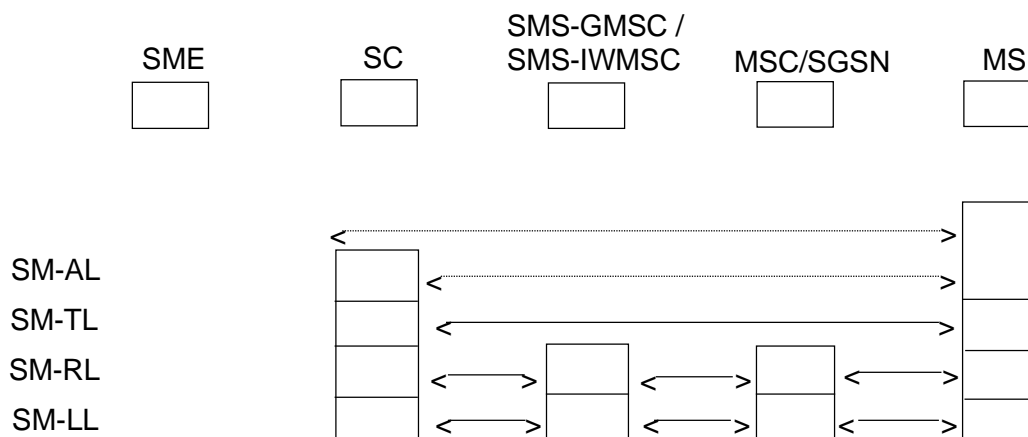 SMS-GMSC /
SME SC SMS-IWMSC MSC/SGSN MS
SM-AL
SM-TL
SM-RL
SM-LL